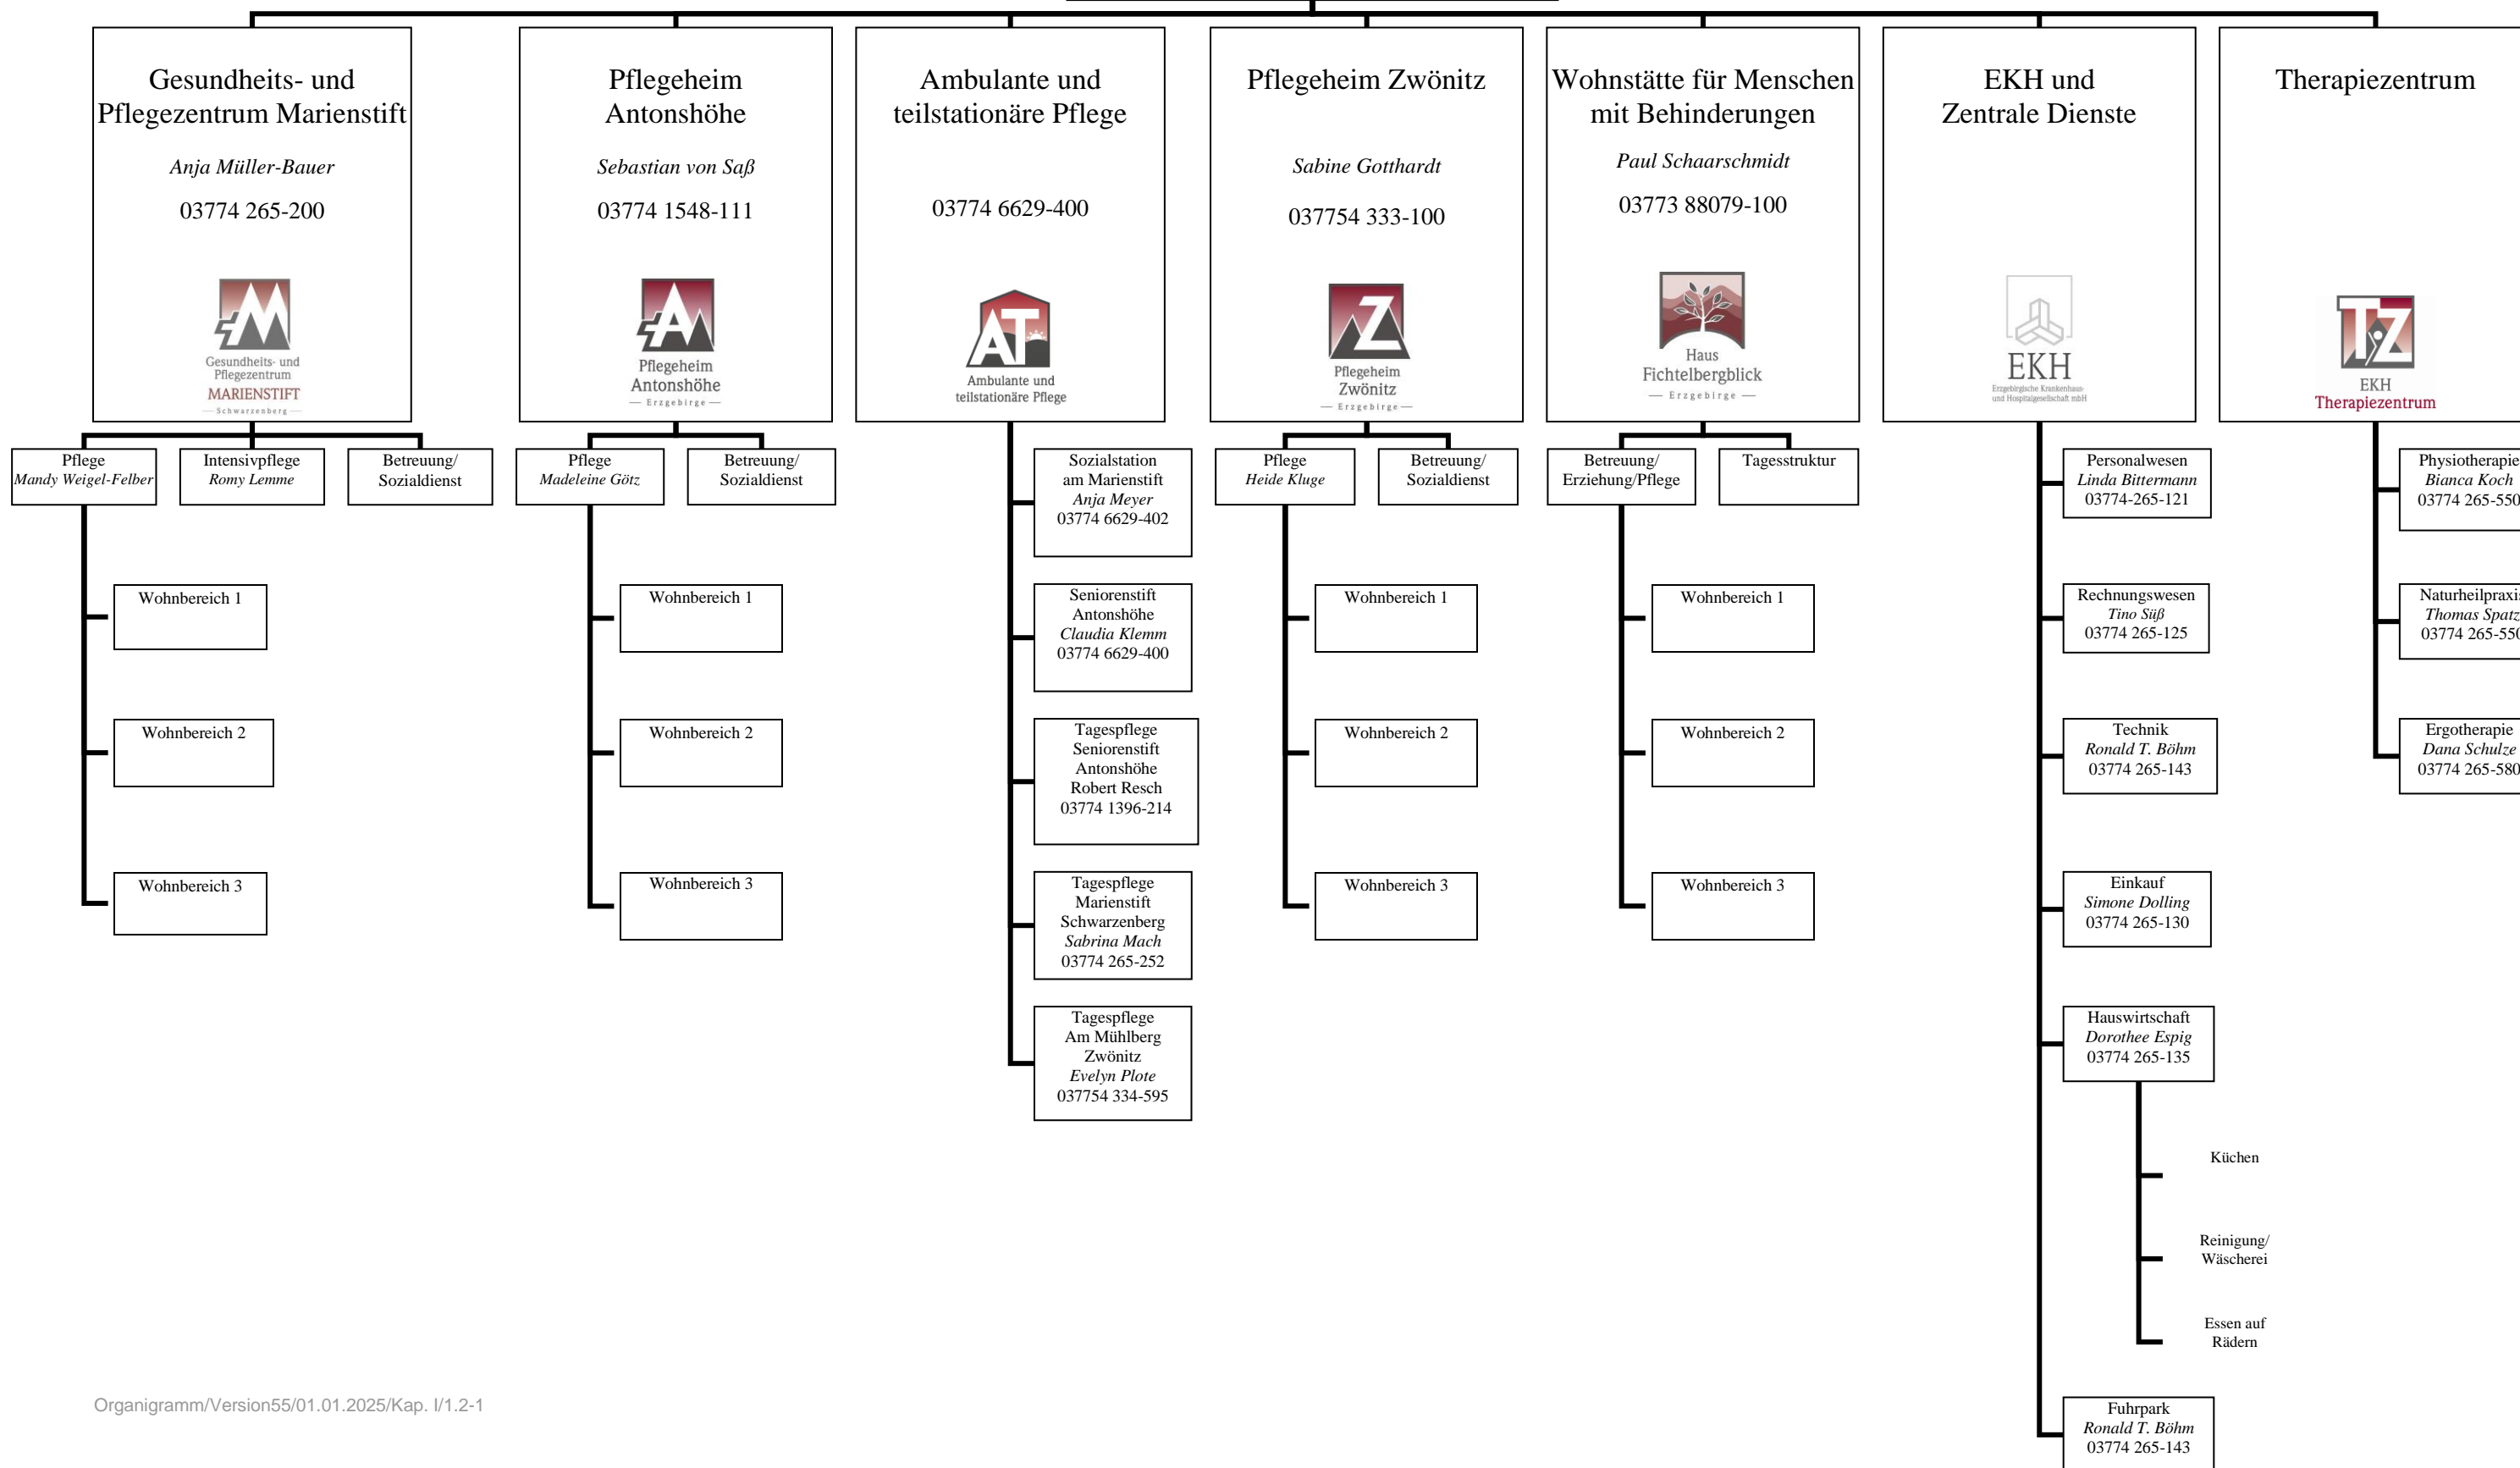 Gesundheits- und
Pflegezentrum Marienstift
Anja Müller-Bauer
03774 265-200
Gesundheits- und
Pflegezentrum
MARIENSTIFT
Schwarzenberg
Pflegeheim
Antonshöhe
Sebastian von Saß
03774 1548-111
Pflegeheim
Antonshöhe
Erzgebirge
Ambulante und
teilstationäre Pflege
03774 6629-400
AT
Ambulante und
teilstationäre Pflege
Pflegeheim Zwönitz
Sabine Gotthardt
037754 333-100
Z
Pflegeheim
Zwönitz
Erzgebirge
Wohnstätte für Menschen
mit Behinderungen
Paul Schaarschmidt
03773 88079-100
Haus
Fichtelbergblick
Erzgebirge
EKH und
Zentrale Dienste
EKH
Erzgebirgische Krankenhaus-
und Hospitalgesellschaft mbH
Therapiezentrum
TZ
EKH
Therapiezentrum
Pflege
Mandy Weigel-Felber
Intensivpflege
Romy Lemme
Betreuung/
Sozialdienst
Wohnbereich 1
Wohnbereich 2
Wohnbereich 3
Pflege
Madeleine Götz
Betreuung/
Sozialdienst
Wohnbereich 1
Wohnbereich 2
Wohnbereich 3
Sozialstation
am Marienstift
Anja Meyer
03774 6629-402
Seniorenstift
Antonshöhe
Claudia Klemm
03774 6629-400
Tagespflege
Seniorenstift
Antonshöhe
Robert Resch
03774 1396-214
Tagespflege
Marienstift
Schwarzenberg
Sabrina Mach
03774 265-252
Tagespflege
Am Mühlberg
Zwönitz
Evelyn Plote
037754 334-595
Pflege
Heide Kluge
Betreuung/
Sozialdienst
Wohnbereich 1
Wohnbereich 2
Wohnbereich 3
Betreuung/
Erziehung/Pflege
Tagesstruktur
Wohnbereich 1
Wohnbereich 2
Wohnbereich 3
Personalwesen
Linda Bittermann
03774-265-121
Rechnungswesen
Tino Süß
03774 265-125
Technik
Ronald T. Böhm
03774 265-143
Einkauf
Simone Dolling
03774 265-130
Hauswirtschaft
Dorothee Espig
03774 265-135
Küchen
Reinigung/
Wäscherei
Essen auf
Rädern
Fuhrpark
Ronald T. Böhm
03774 265-143
Physiotherapie
Bianca Koch
03774 265-550
Naturheilpraxis
Thomas Spatz
03774 265-550
Ergotherapie
Dana Schulze
03774 265-580
Organigramm/Version55/01.01.2025/Kap. I/1.2-1